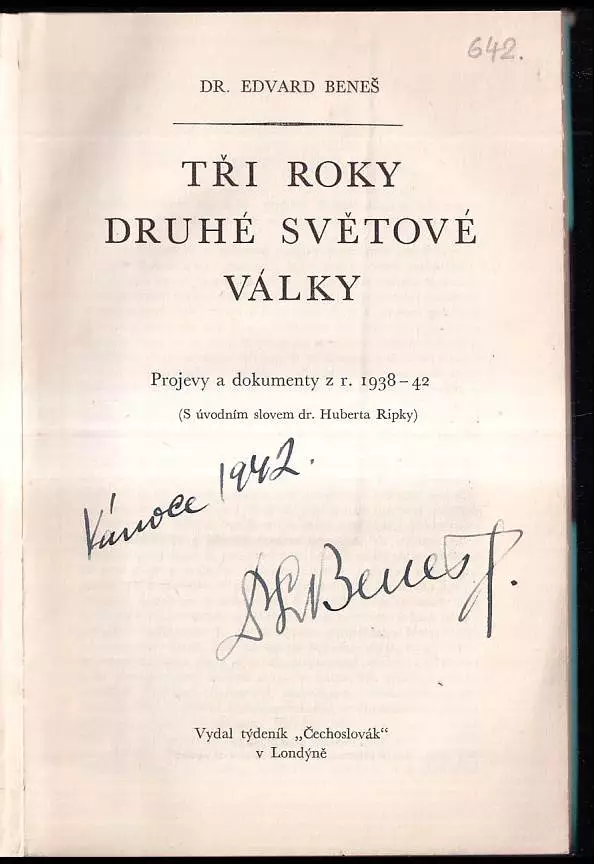 642.
DR. EDVARD BENEŠ
TŘI ROKY
DRUHÉ SVĚTOVÉ
VÁLKY
Projevy a dokumenty z r. 1938–42
(S úvodním slovem dr. Huberta Ripky)
Vánoce 1942.
Beneš.
Vydal týdeník „Čechoslovák“
v Londýně